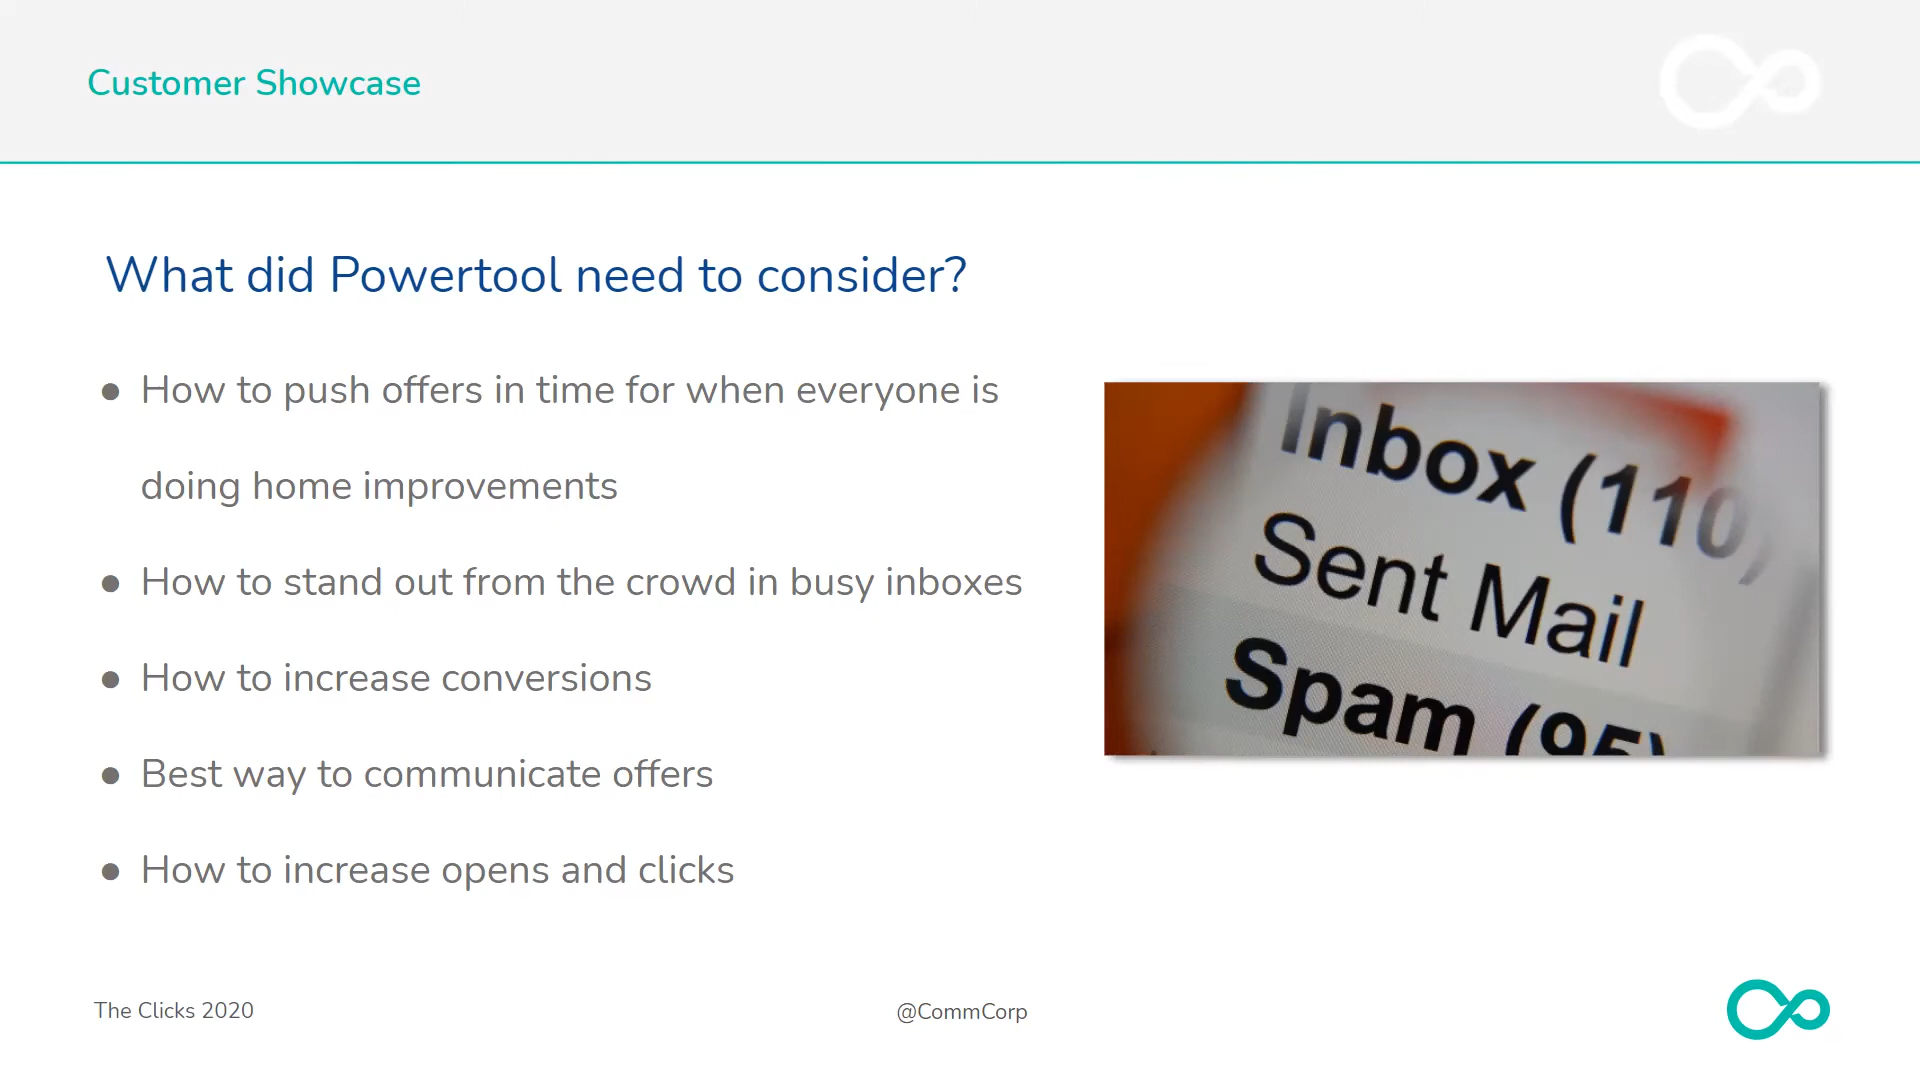 Customer Showcase
What did Powertool need to consider?
● How to push offers in time for when everyone is
doing home improvements
● How to stand out from the crowd in busy inboxes
● How to increase conversions
● Best way to communicate offers
● How to increase opens and clicks
Inbox (110)
Sent Mail
Spam (95)
The Clicks 2020
@CommCorp